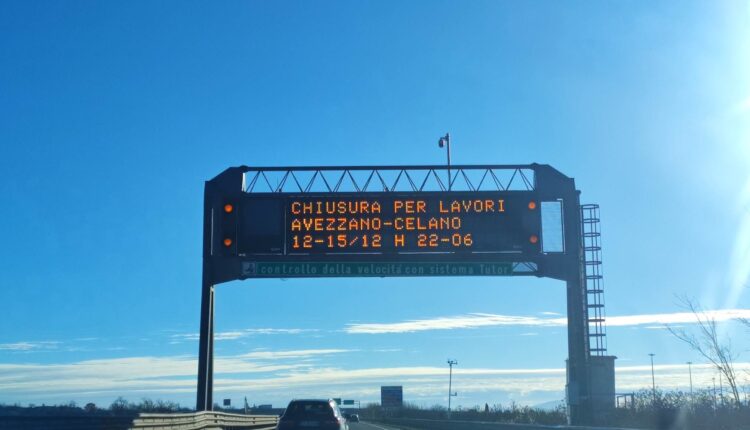 CHIUSURA PER LAVORI
AVEZZANO-CELANO
12-15/12 H 22-06
controllo della velocità con sistema Tutor